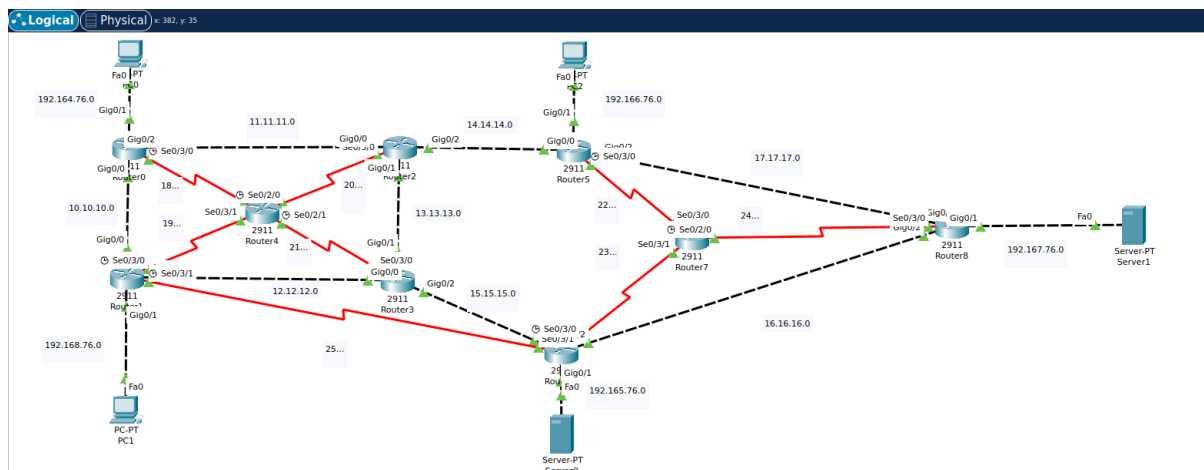 Logical Physical x: 382, y: 35
Fa0 -PT
192.164.76.0
Gig0/1
Fa0 -PT
192.166.76.0
Gig0/1
11.11.11.0
14.14.14.0
Gig0/2
Se0/3/0
Gig0/0
Gig0/0
Gig0/2
Gig0/0
Se0/3/0
Gig0/1
2911
Router5
17.17.17.0
18...
20...
10.10.10.0
Se0/2/0
Se0/3/1
Se0/2/1
19...
2911
Router4
21...
13.13.13.0
22...
24...
Se0/3/0
Se0/2/0
Se0/3/1
23...
2911
Router7
Se0/3/0
Gig0/1
2911
Router8
Fa0
192.167.76.0
Server-PT
Server1
Gig0/0
Se0/3/0
Se0/3/1
2911
Gig0/1
Gig0/1
Se0/3/0
Gig0/0
Gig0/2
2911
Router3
12.12.12.0
15.15.15.0
16.16.16.0
192.168.76.0
25...
Se0/3/0
Se0/3/1
Gig0/1
Fa0
192.165.76.0
Fa0
PC-PT
PC1
Server-PT